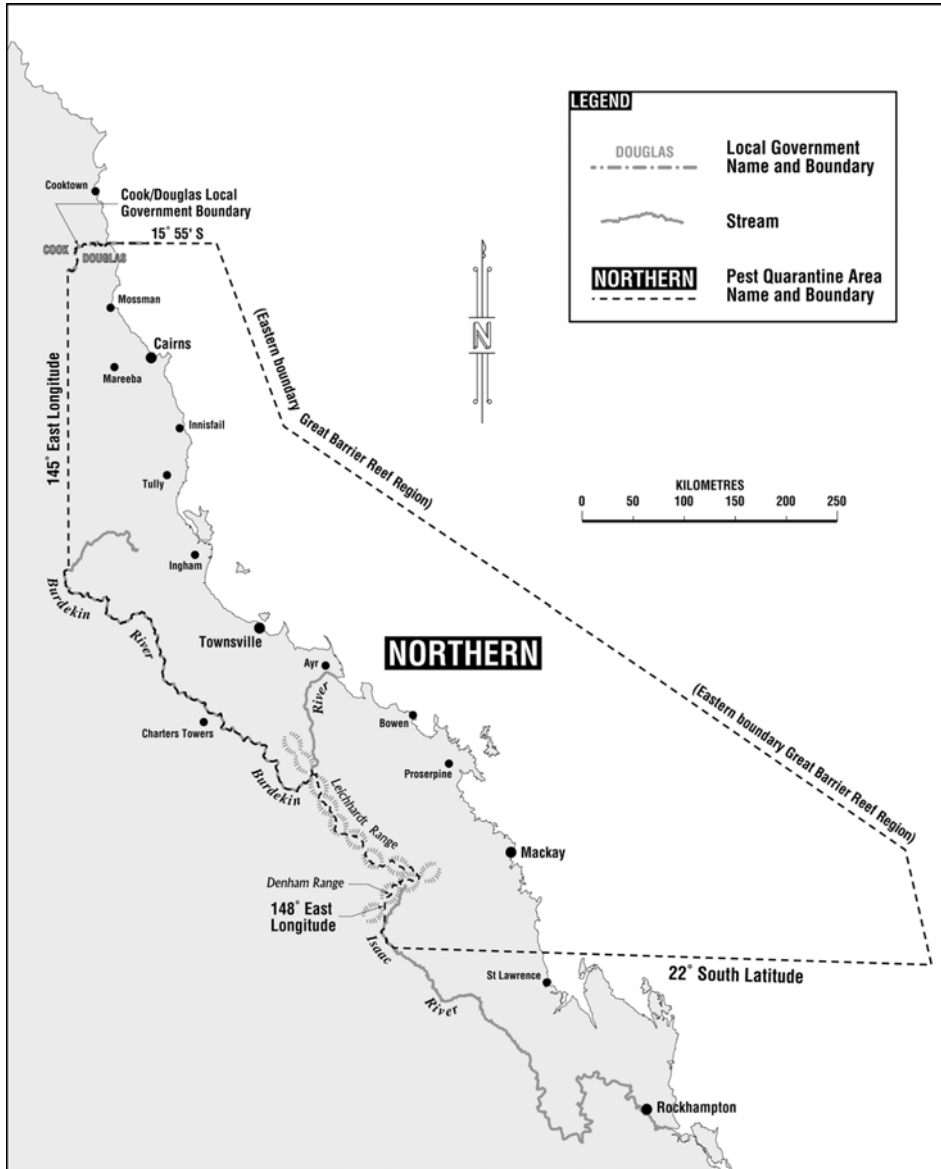 LEGEND
DOUGLAS
Local Government
Name and Boundary
Stream
NORTHERN
Pest Quarantine Area
Name and Boundary
Cooktown
Cook/Douglas Local
Government Boundary
15° 55' S
COOK
DOUGLAS
Mossman
Cairns
Mareeba
145° East Longitude
(Eastern boundary
Great Barrier Reef Region)
N
Innisfail
Tully
KILOMETRES
0 50 100 150 200 250
Ingham
Burdekin
River
Townsville
NORTHERN
Ayr
River
Bowen
Charters Towers
Proserpine
Burdekin
Leichhardt Range
(Eastern boundary Great Barrier Reef Region)
Mackay
Denham Range
148° East
Longitude
Isaac
River
St Lawrence
22° South Latitude
Rockhampton